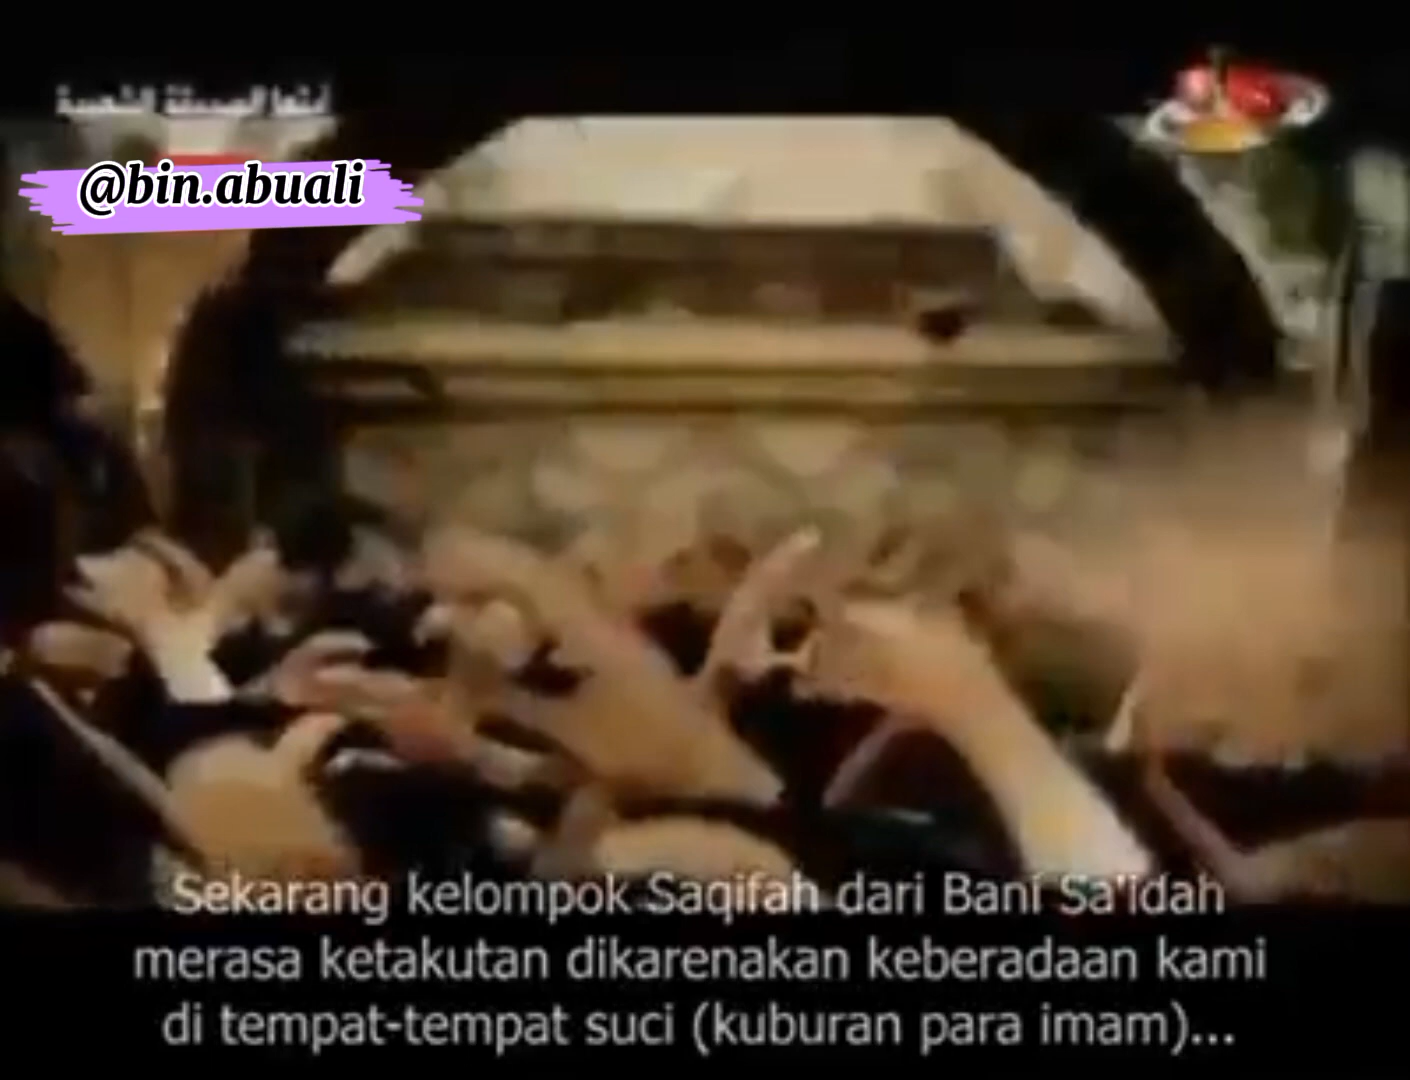 @bin.abuali
Sekarang kelompok Saqifah dari Bani Sa'idah
merasa ketakutan dikarenakan keberadaan kami
di tempat-tempat suci (kuburan para imam)...